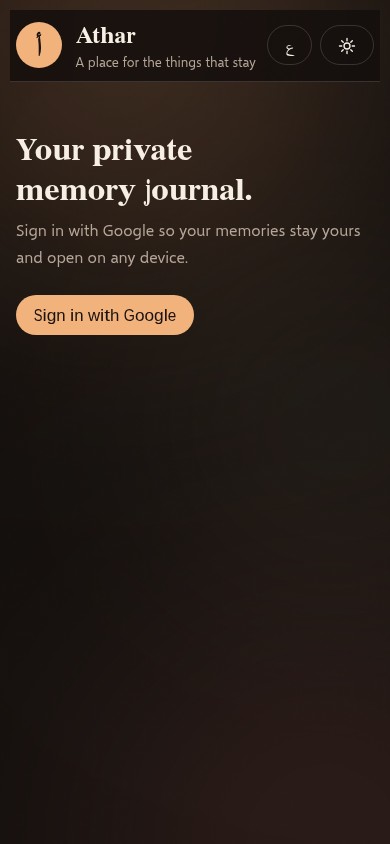 أ
Athar
A place for the things that stay
ع
Your private
memory journal.
Sign in with Google so your memories stay yours
and open on any device.
Sign in with Google